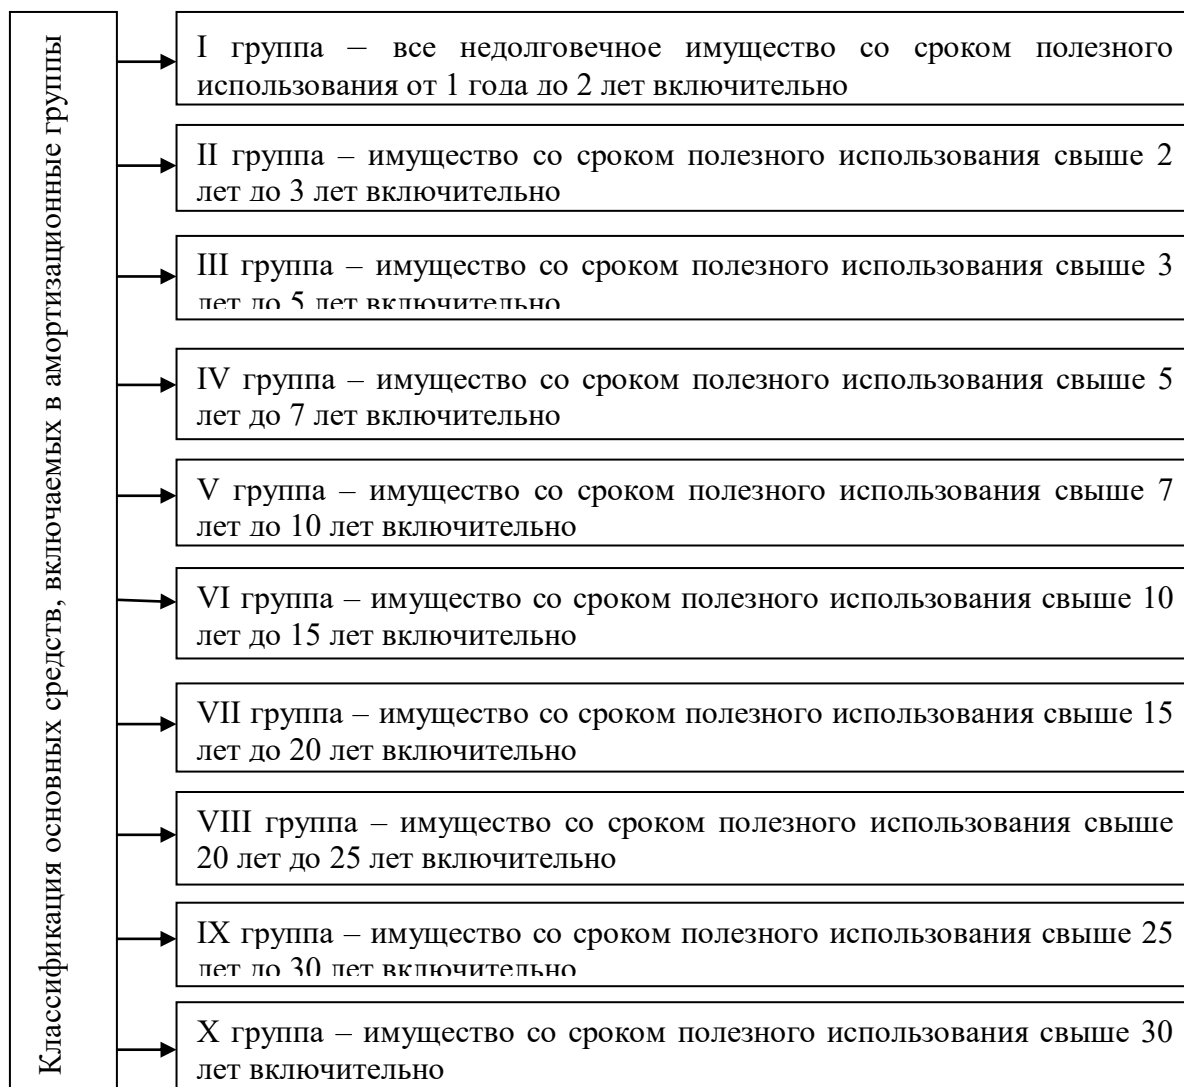 Классификация основных средств, включаемых в амортизационные группы
I группа – все недолговечное имущество со сроком полезного
использования от 1 года до 2 лет включительно
II группа – имущество со сроком полезного использования свыше 2
лет до 3 лет включительно
III группа – имущество со сроком полезного использования свыше 3
лет до 5 лет включительно
IV группа – имущество со сроком полезного использования свыше 5
лет до 7 лет включительно
V группа – имущество со сроком полезного использования свыше 7
лет до 10 лет включительно
VI группа – имущество со сроком полезного использования свыше 10
лет до 15 лет включительно
VII группа – имущество со сроком полезного использования свыше 15
лет до 20 лет включительно
VIII группа – имущество со сроком полезного использования свыше
20 лет до 25 лет включительно
IX группа – имущество со сроком полезного использования свыше 25
лет до 30 лет включительно
X группа – имущество со сроком полезного использования свыше 30
лет включительно